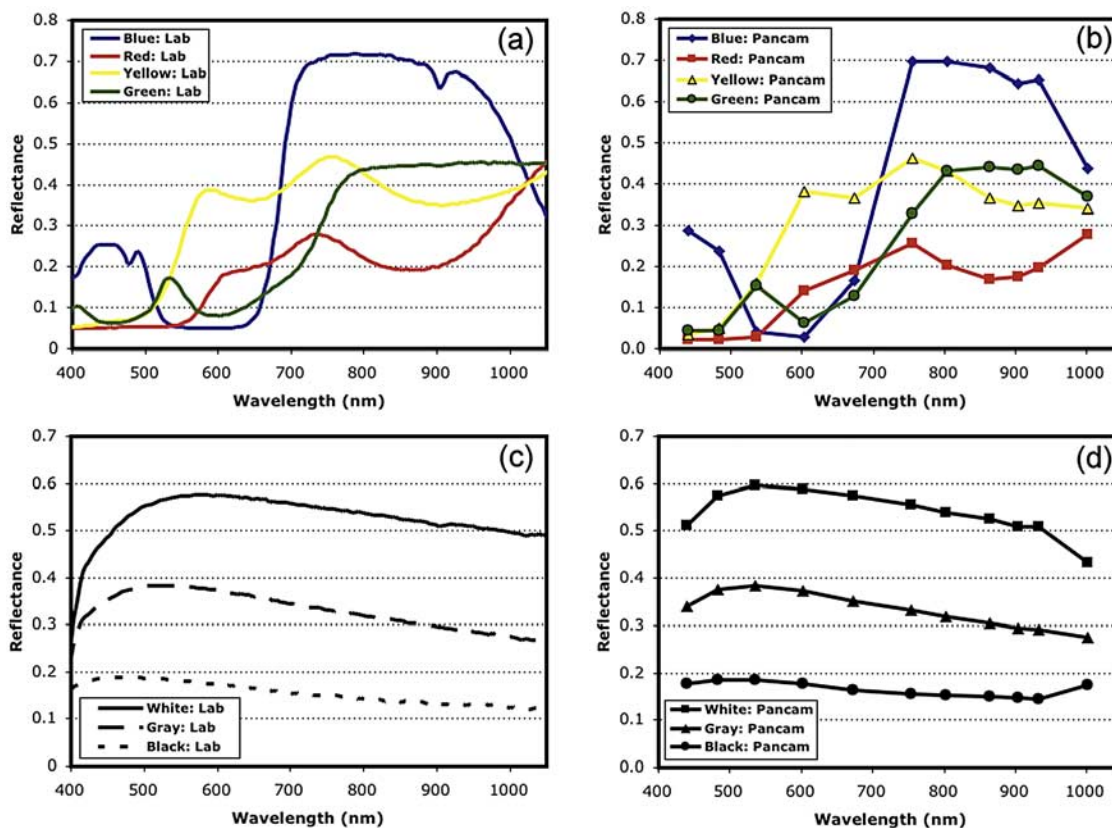 (a)
Blue: Lab
Red: Lab
Yellow: Lab
Green: Lab
0.8
0.7
0.6
0.5
0.4
0.3
0.2
0.1
0
Reflectance
400 500 600 700 800 900 1000
Wavelength (nm)
(b)
Blue: Pancam
Red: Pancam
Yellow: Pancam
Green: Pancam
0.8
0.7
0.6
0.5
0.4
0.3
0.2
0.1
0.0
Reflectance
400 500 600 700 800 900 1000
Wavelength (nm)
(c)
0.7
0.6
0.5
0.4
0.3
0.2
0.1
0
Reflectance
White: Lab
Gray: Lab
Black: Lab
400 500 600 700 800 900 1000
Wavelength (nm)
(d)
0.7
0.6
0.5
0.4
0.3
0.2
0.1
0.0
Reflectance
White: Pancam
Gray: Pancam
Black: Pancam
400 500 600 700 800 900 1000
Wavelength (nm)